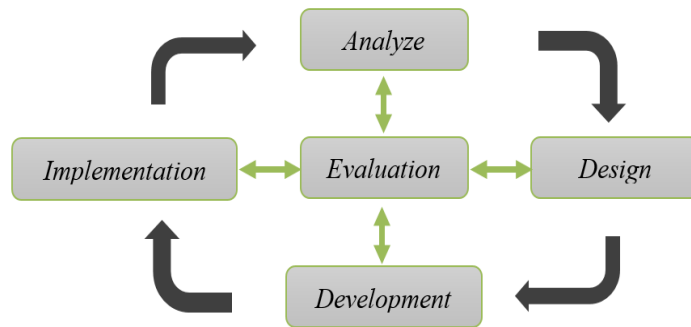 Analyze
Implementation
Evaluation
Design
Development